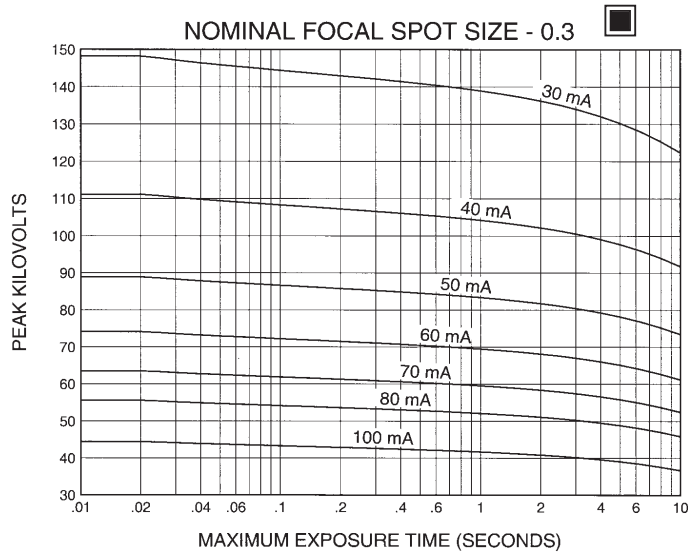 NOMINAL FOCAL SPOT SIZE - 0.3
150
140
130
120
110
100
90
80
70
60
50
40
30
PEAK KILOVOLTS
30 mA
40 mA
50 mA
60 mA
70 mA
80 mA
100 mA
.01 .02 .04 .06 .1 .2 .4 .6 1 2 4 6 10
MAXIMUM EXPOSURE TIME (SECONDS)